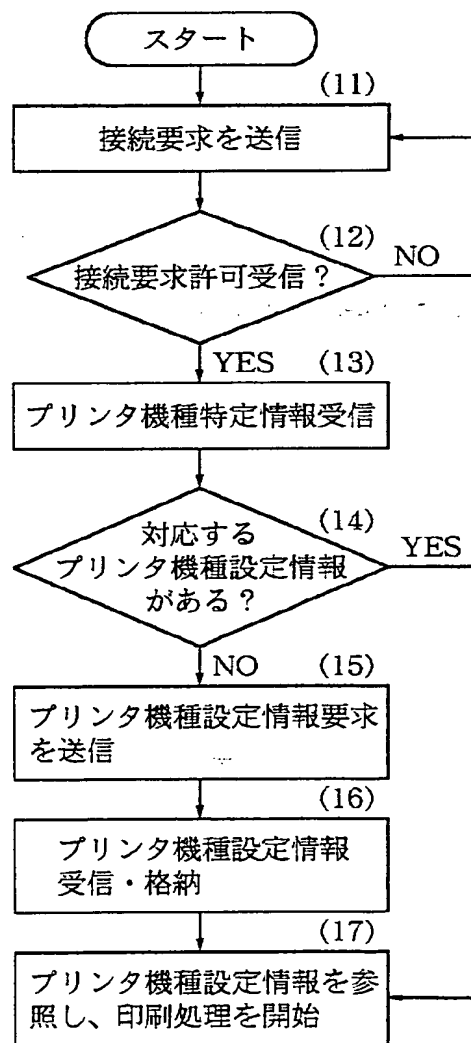 スタート
(11)
接続要求を送信
(12)
接続要求許可受信？
NO
YES
(13)
プリンタ機種特定情報受信
(14)
対応する
プリンタ機種設定情報
がある？
YES
NO
(15)
プリンタ機種設定情報要求
を送信
(16)
プリンタ機種設定情報
受信・格納
(17)
プリンタ機種設定情報を参
照し、印刷処理を開始